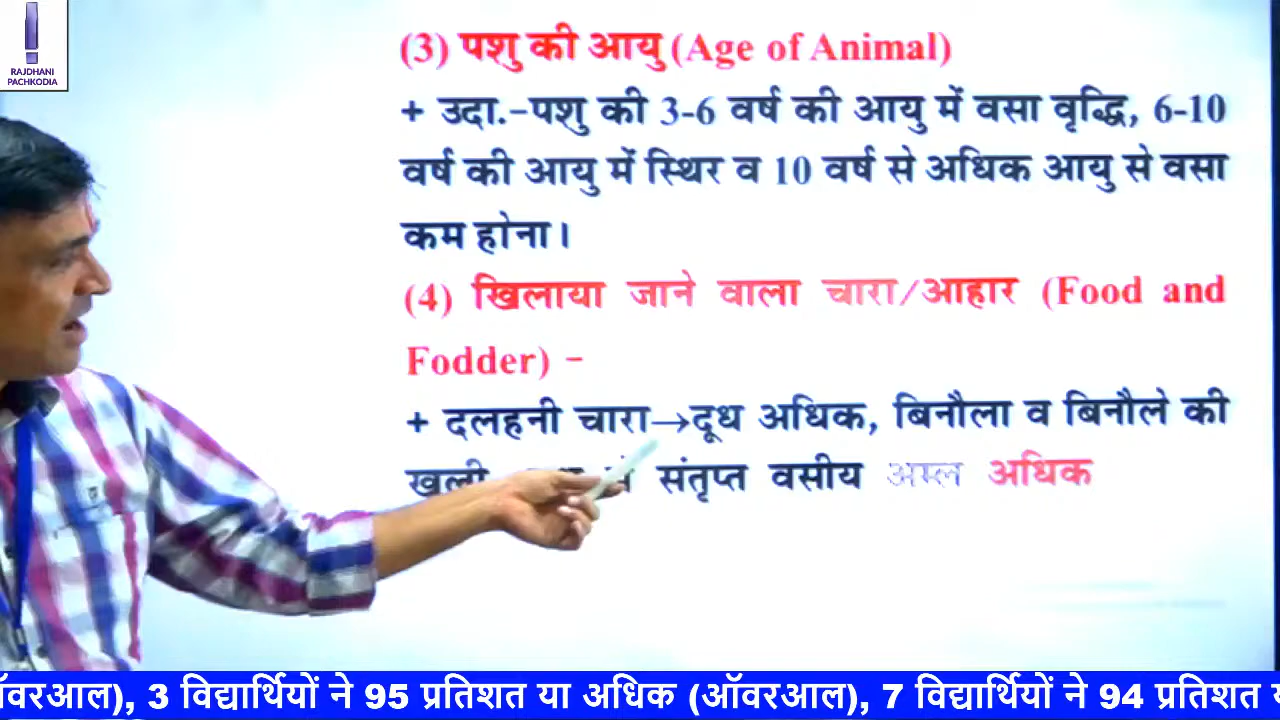 RAJDHANI
PACHKODIA
(3) पशु की आयु (Age of Animal)
+ उदा.-पशु की 3-6 वर्ष की आयु में वसा वृद्धि, 6-10
वर्ष की आयु में स्थिर व 10 वर्ष से अधिक आयु से वसा
कम होना।
(4) खिलाया जाने वाला चारा/आहार (Food and
Fodder) -
+ दलहनी चारा→दूध अधिक, बिनौला व बिनौले की
खली संतृप्त वसीय अम्ल अधिक
ऑवरआल), 3 विद्यार्थियों ने 95 प्रतिशत या अधिक (ऑवरआल), 7 विद्यार्थियों ने 94 प्रतिशत